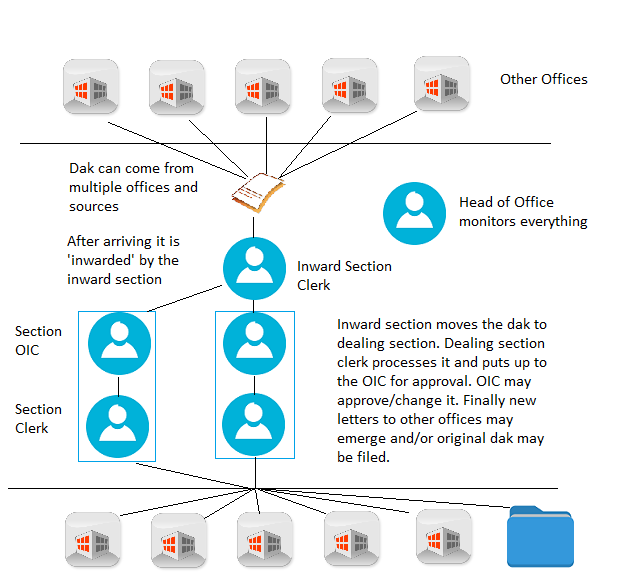 Other Offices
Dak can come from
multiple offices and
sources
Head of Office
monitors everything
After arriving it is
'inwarded' by the
inward section
Inward Section
Clerk
Section
OIC
Inward section moves the dak to
dealing section. Dealing section
clerk processes it and puts up to
the OIC for approval. OIC may
approve/change it. Finally new
letters to other offices may
emerge and/or original dak may
be filed.
Section
Clerk